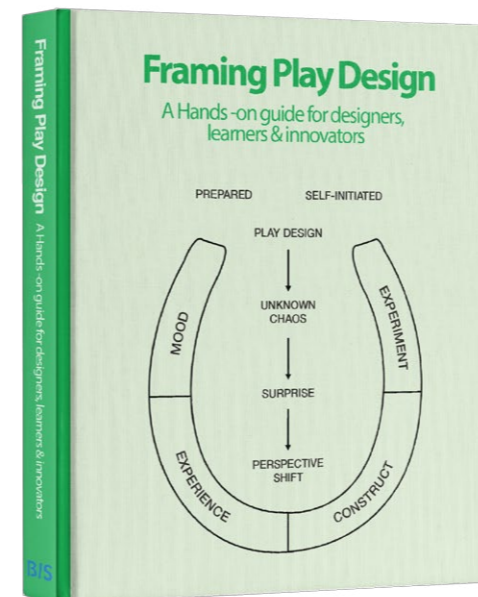 Framing Play Design
A Hands-on guide for designers,
learners & innovators
PREPARED SELF-INITIATED
PLAY DESIGN
UNKNOWN
CHAOS
SURPRISE
PERSPECTIVE
SHIFT
MOOD
EXPERIENCE
CONSTRUCT
EXPERIMENT
Framing Play Design A Hands-on guide for designers, learners & innovators
BIS